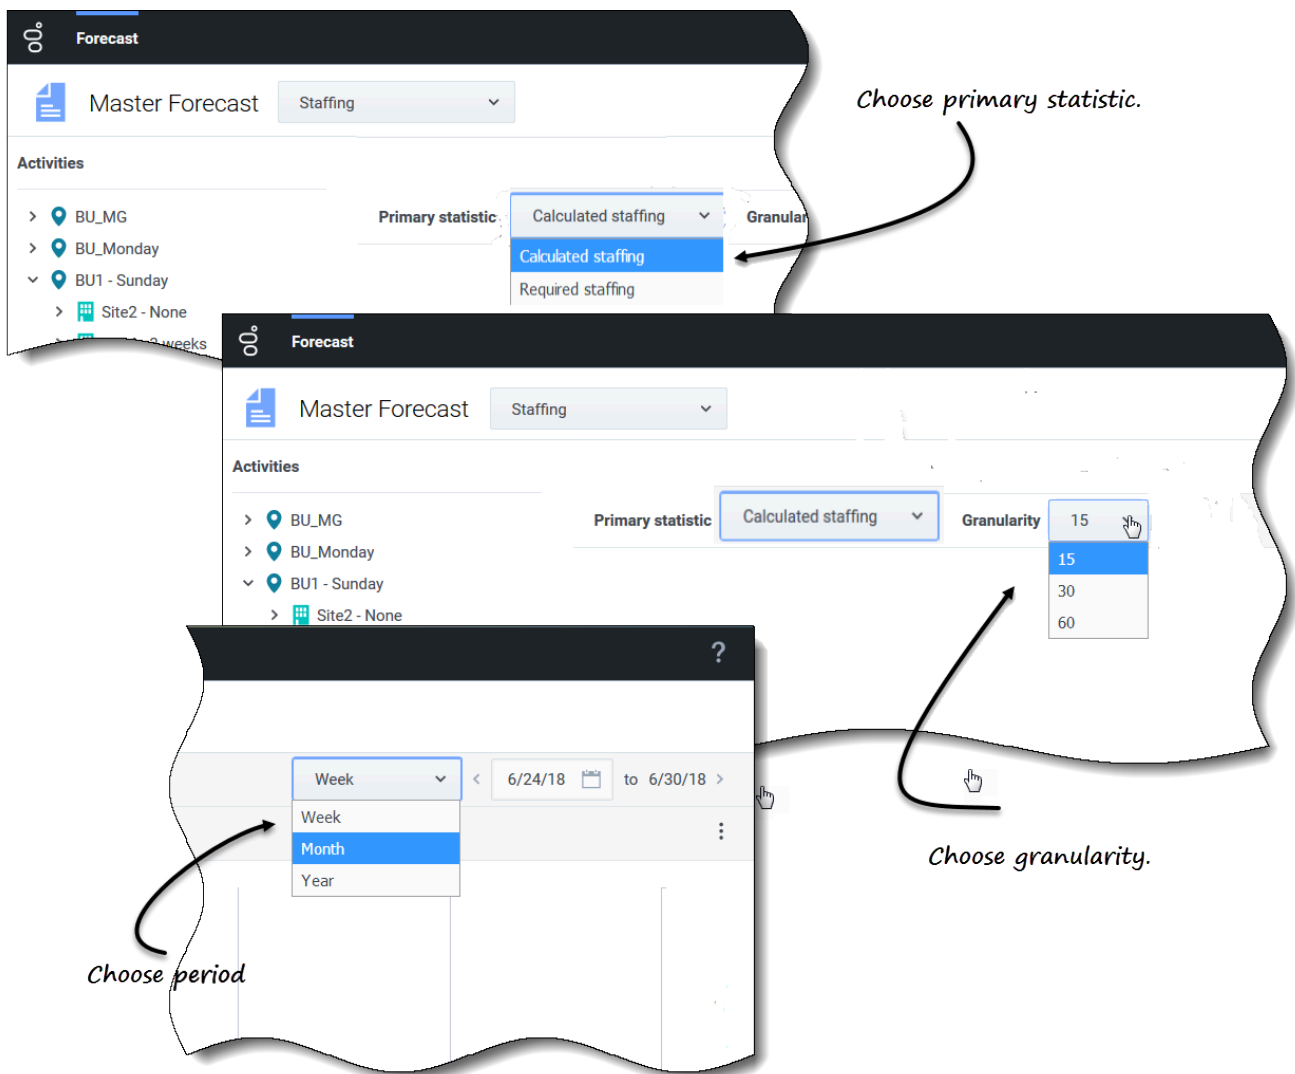 Forecast
Master Forecast
Staffing
Choose primary statistic.
Activities
BU_MG
Primary statistic
Calculated staffing
Granular
BU_Monday
Calculated staffing
BU1 - Sunday
Required staffing
Site2 - None
weeks
Forecast
Master Forecast
Staffing
Activities
BU_MG
Primary statistic
Calculated staffing
Granularity
15
BU_Monday
15
BU1 - Sunday
30
Site2 - None
60
?
Week
< 6/24/18 to 6/30/18 >
Week
Month
Year
Choose granularity.
Choose period